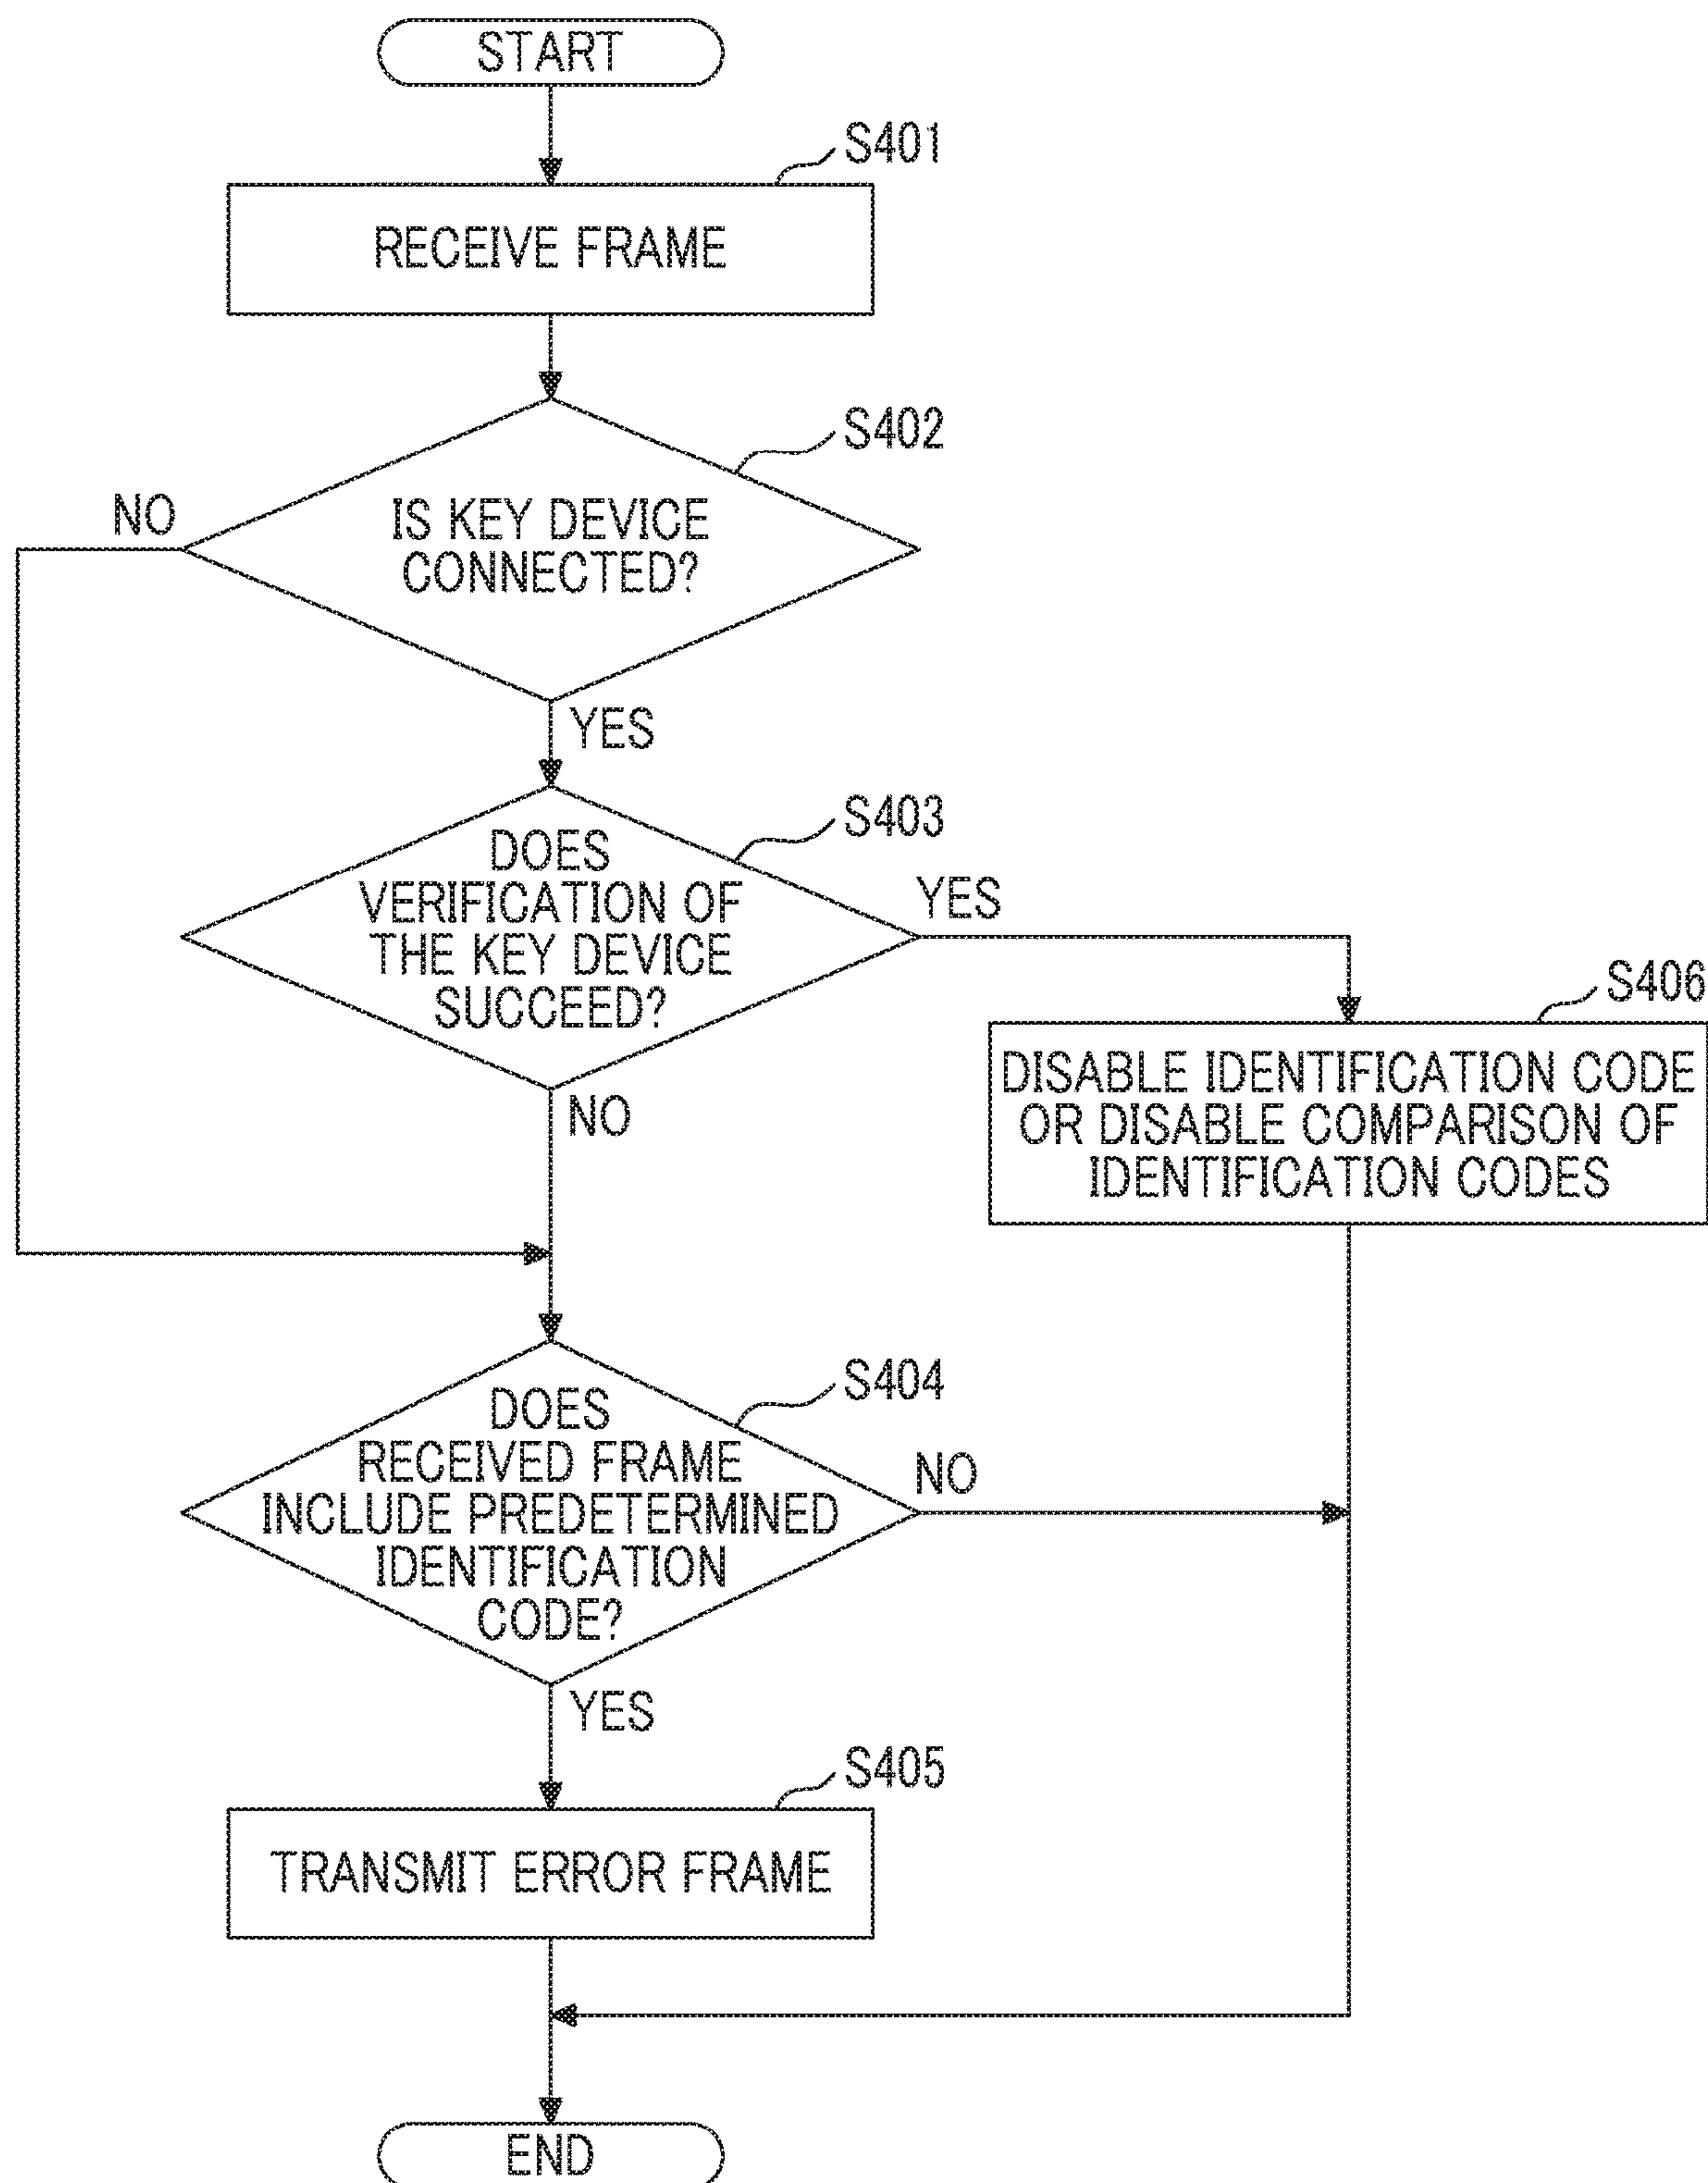 START
S401
RECEIVE FRAME
S402
NO
IS KEY DEVICE
CONNECTED?
YES
S403
DOES
VERIFICATION OF
THE KEY DEVICE
SUCCEED?
YES
NO
S406
DISABLE IDENTIFICATION CODE
OR DISABLE COMPARISON OF
IDENTIFICATION CODES
S404
DOES
RECEIVED FRAME
INCLUDE PREDETERMINED
IDENTIFICATION
CODE?
NO
YES
S405
TRANSMIT ERROR FRAME
END